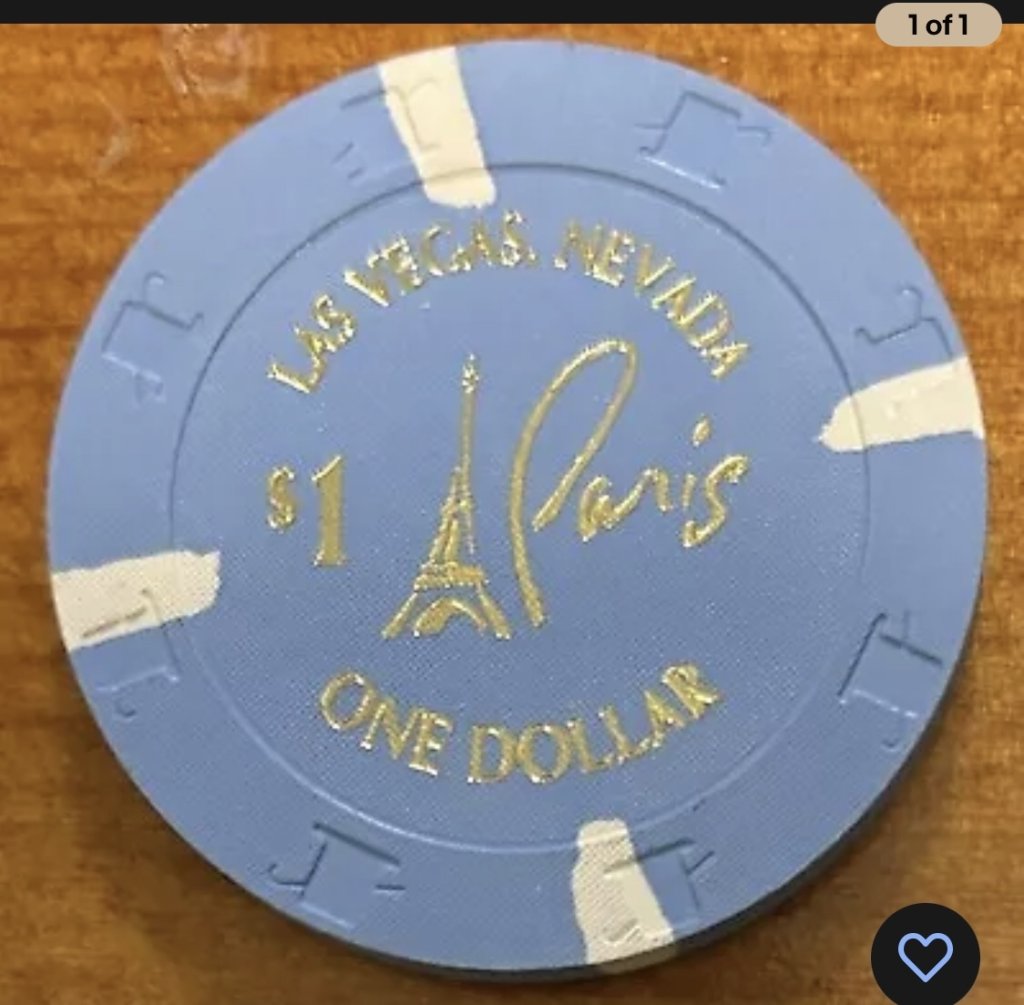 1 of 1
LAS VEGAS, NEVADA
$1
Paris
ONE DOLLAR